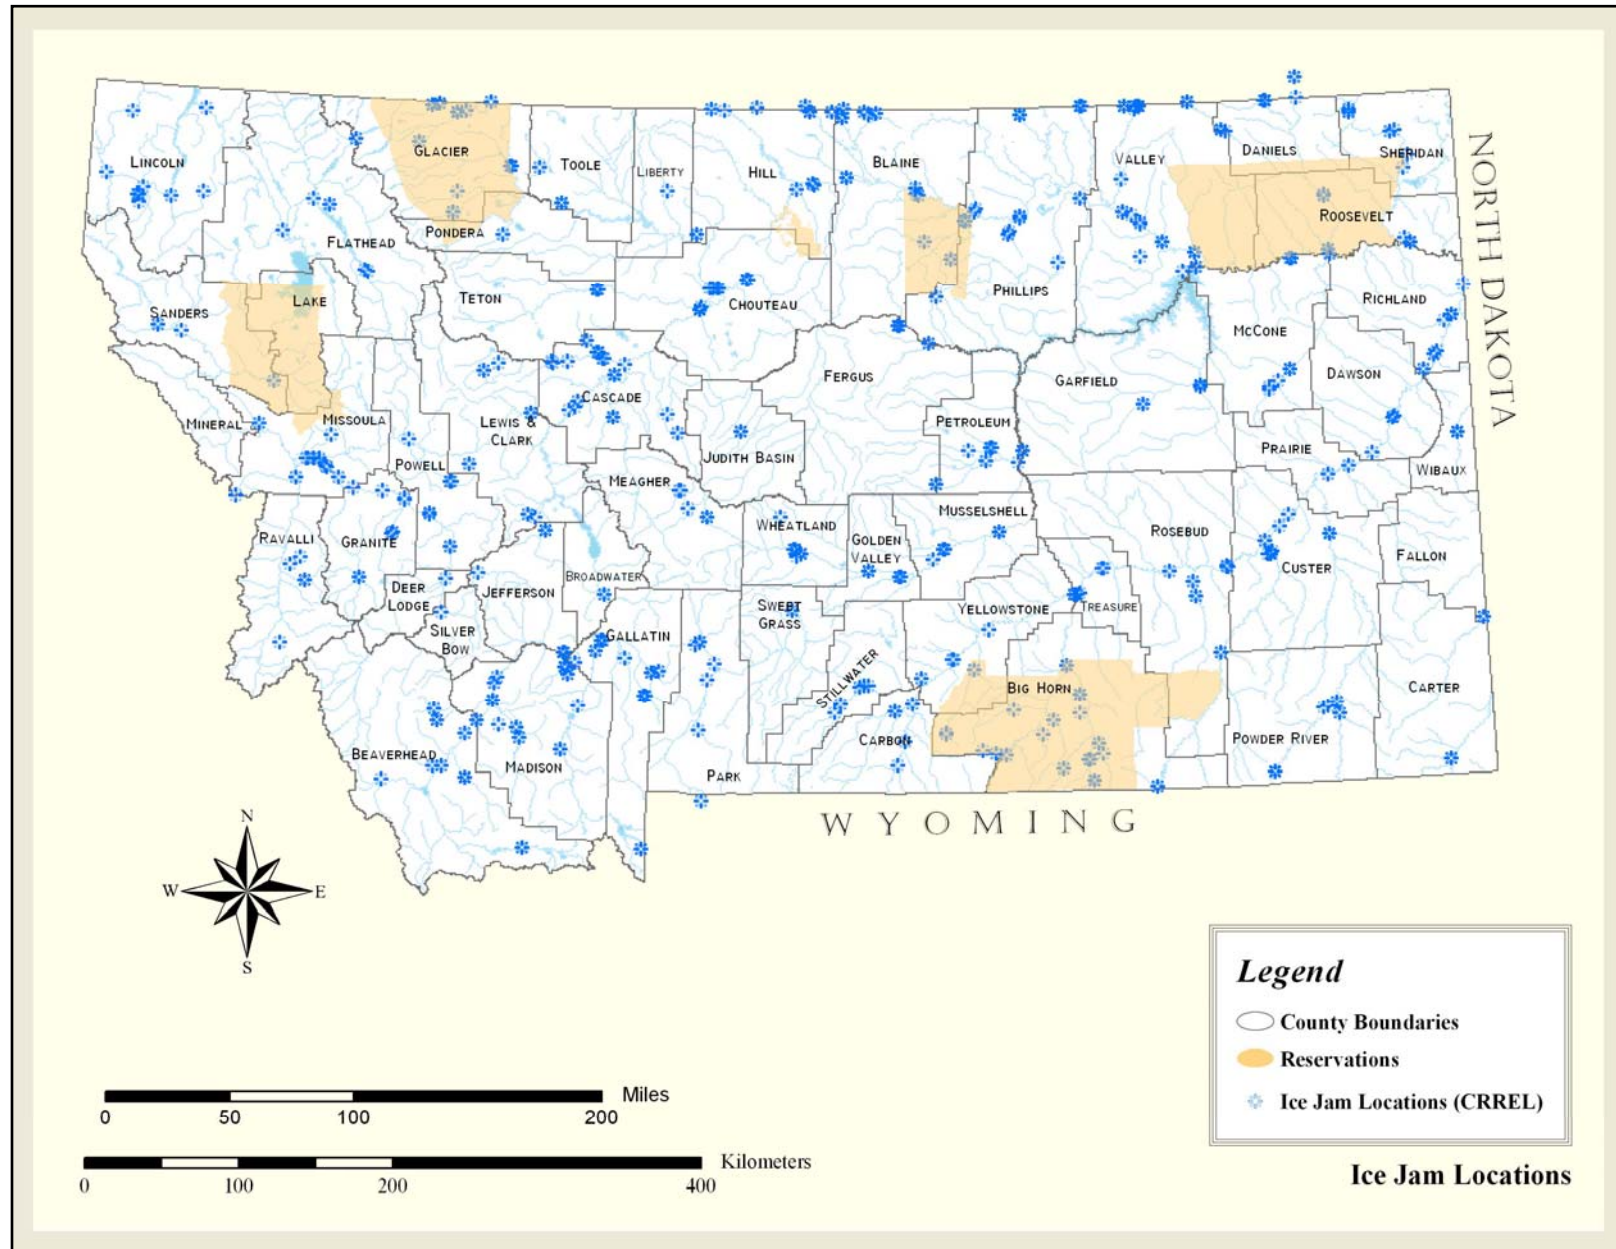 LINCOLN
GLACIER
TOOLE
LIBERTY
HILL
BLAINE
VALLEY
DANIELS
SHERIDAN
NORTH DAKOTA
FLATHEAD
PONDERA
PHILLIPS
ROOSEVELT
SANDERS
LAKE
TETON
CHOUTEAU
RICHLAND
MCCONE
MINERAL
MISSOULA
POWELL
LEWIS &
CLARK
CASCADE
JUDITH BASIN
FERGUS
PETROLEUM
GARFIELD
DAWSON
PRAIRIE
WIBAUX
MEAGHER
RAVALLI
GRANITE
DEER
LODGE
SILVER
BOW
JEFFERSON
BROADWATER
WHEATLAND
GOLDEN
VALLEY
MUSSELSHELL
ROSEBUD
CUSTER
FALLON
GALLATIN
SWEET
GRASS
STILLWATER
YELLOWSTONE
TREASURE
BIG HORN
CARTER
BEAVERHEAD
MADISON
PARK
CARBON
POWDER RIVER
WYOMING
N
W
E
S
Legend
County Boundaries
Reservations
Ice Jam Locations (CRREL)
Miles
0 50 100 200
Kilometers
0 100 200 400
Ice Jam Locations